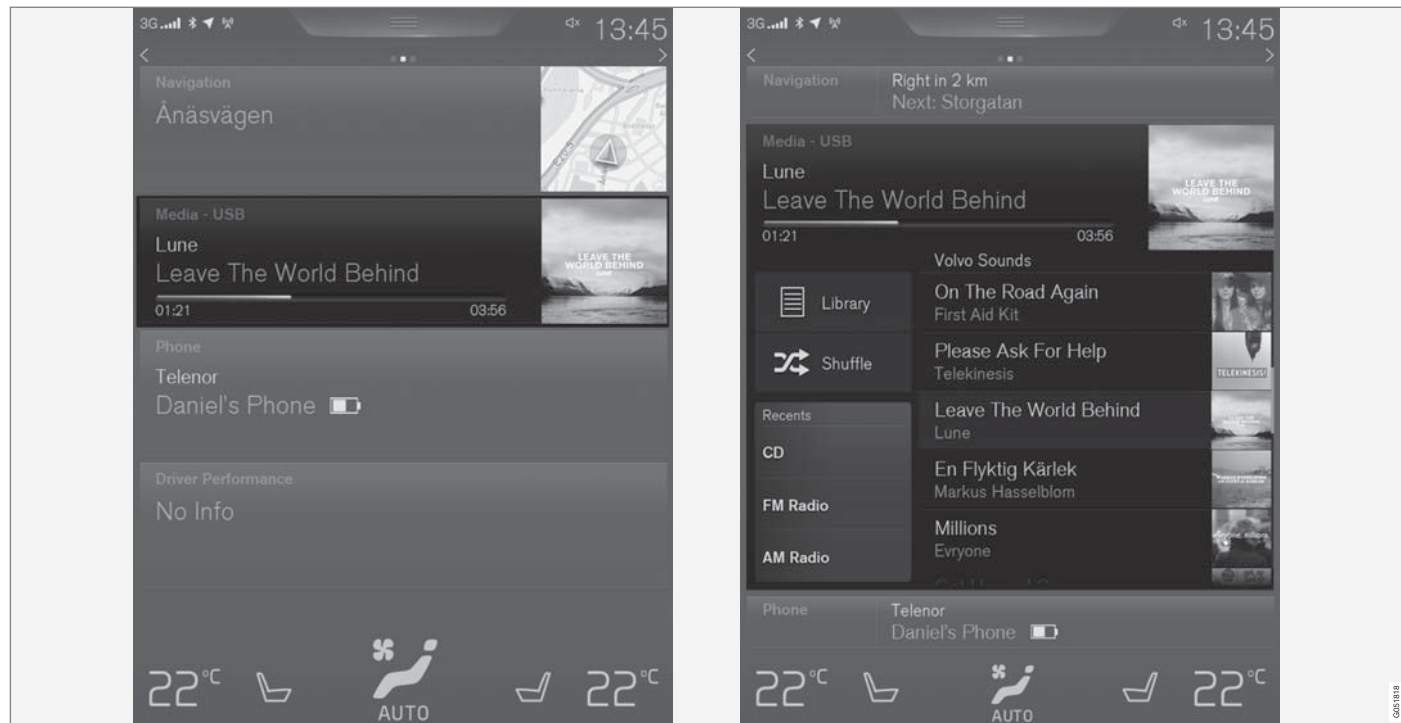 3G
13:45
Navigation
Ånäsvägen
Media - USB
Lune
Leave The World Behind
01:21
03:56
LEAVE THE
WORLD BEHIND
LUNE
Phone
Telenor
Daniel's Phone
Driver Performance
No Info
22°C
AUTO
22°C
3G
13:45
Navigation
Right in 2 km
Next: Storgatan
Media - USB
Lune
Leave The World Behind
01:21
03:56
LEAVE THE
WORLD BEHIND
LUNE
Volvo Sounds
Library
Shuffle
Recents
CD
FM Radio
AM Radio
On The Road Again
First Aid Kit
Please Ask For Help
Telekinesis
TELEKINESIS!
Leave The World Behind
Lune
En Flyktig Kärlek
Markus Hasselblom
Millions
Evryone
Phone
Telenor
Daniel's Phone
22°C
AUTO
22°C
G051818